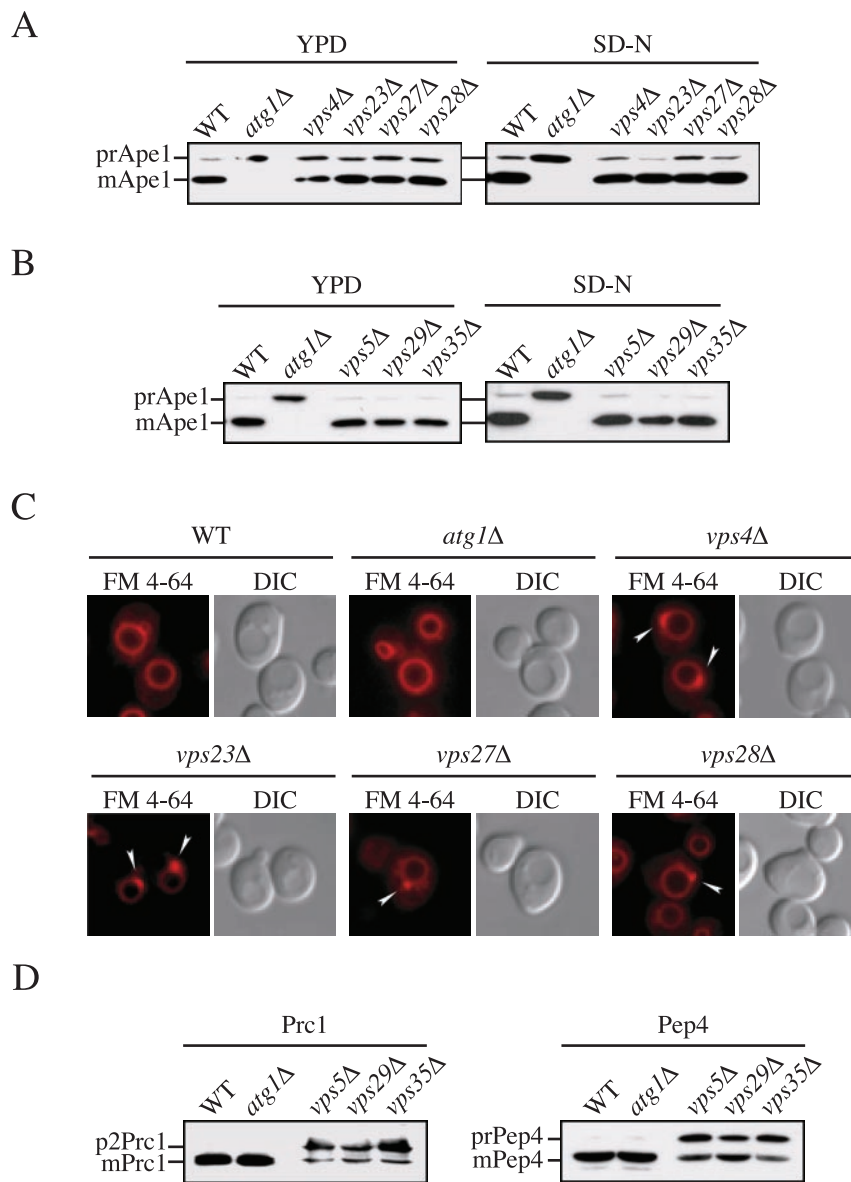 A
YPD SD-N
WT atg1Δ vps4Δ vps23Δ vps27Δ vps28Δ WT atg1Δ vps4Δ vps23Δ vps27Δ vps28Δ
prApe1
mApe1
B
YPD SD-N
WT atg1Δ vps5Δ vps29Δ vps35Δ WT atg1Δ vps5Δ vps29Δ vps35Δ
prApe1
mApe1
C
WT atg1Δ vps4Δ
FM 4-64 DIC FM 4-64 DIC FM 4-64 DIC
vps23Δ vps27Δ vps28Δ
FM 4-64 DIC FM 4-64 DIC FM 4-64 DIC
D
Prc1 Pep4
WT atg1Δ vps5Δ vps29Δ vps35Δ WT atg1Δ vps5Δ vps29Δ vps35Δ
p2Prc1 prPep4
mPrc1 mPep4